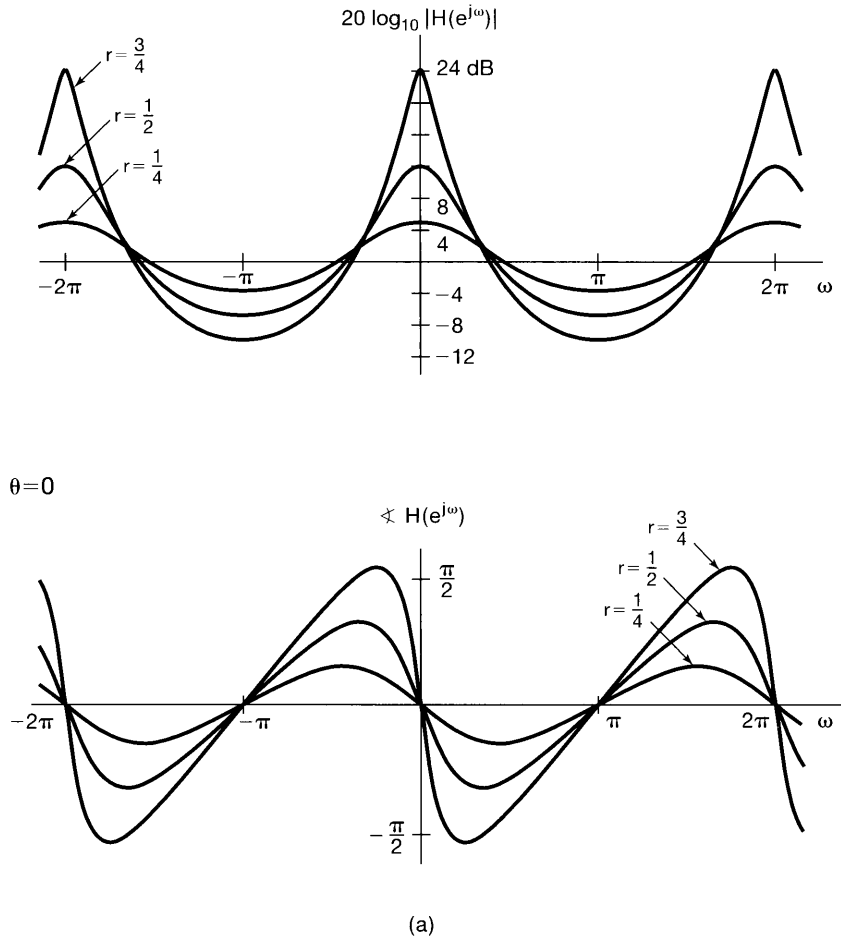 20 log₁₀ |H(e^{jω})|
r = 3/4
24 dB
r = 1/2
r = 1/4
8
4
−2π
−π
π
2π
ω
−4
−8
−12
θ=0
∢ H(e^{jω})
r = 3/4
π/2
r = 1/2
r = 1/4
−2π
−π
π
2π
ω
−π/2
(a)